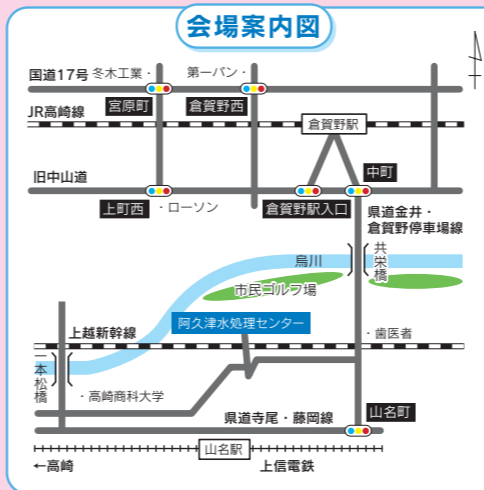 会場案内図
国道17号
冬木工業・
第一パン・
宮原町
倉賀野西
JR高崎線
倉賀野駅
旧中山道
中町
上町西
・ローソン
倉賀野駅入口
県道金井・
倉賀野停車場線
烏川
共栄橋
市民ゴルフ場
阿久津水処理センター
上越新幹線
・歯医者
一本松橋
・高崎商科大学
県道寺尾・藤岡線
山名町
山名駅
←高崎
上信電鉄